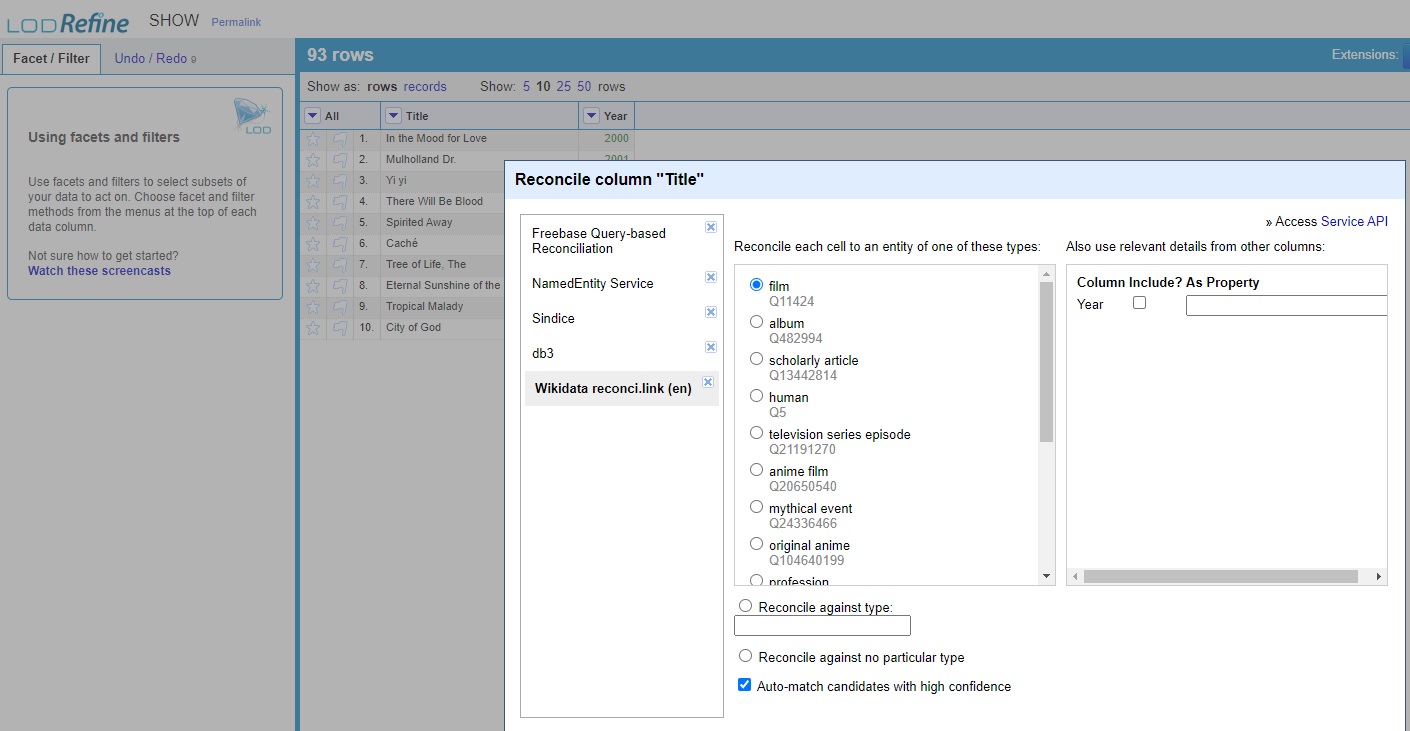 LODRefine SHOW Permalink
Facet / Filter Undo / Redo 9
93 rows
Extensions:
Show as: rows records Show: 5 10 25 50 rows
All Title Year
1. In the Mood for Love 2000
2. Mulholland Dr. 2001
3. Yi yi
4. There Will Be Blood
5. Spirited Away
6. Caché
7. Tree of Life, The
8. Eternal Sunshine of the
9. Tropical Malady
10. City of God
LOD
Using facets and filters
Use facets and filters to select subsets of
your data to act on. Choose facet and filter
methods from the menus at the top of each
data column.
Not sure how to get started?
Watch these screencasts
Reconcile column "Title"
» Access Service API
Freebase Query-based
Reconciliation
NamedEntity Service
Sindice
db3
Wikidata reconci.link (en)
Reconcile each cell to an entity of one of these types:
film
Q11424
album
Q482994
scholarly article
Q13442814
human
Q5
television series episode
Q21191270
anime film
Q20650540
mythical event
Q24336466
original anime
Q104640199
profession
Reconcile against type:
Reconcile against no particular type
Auto-match candidates with high confidence
Also use relevant details from other columns:
Column Include? As Property
Year